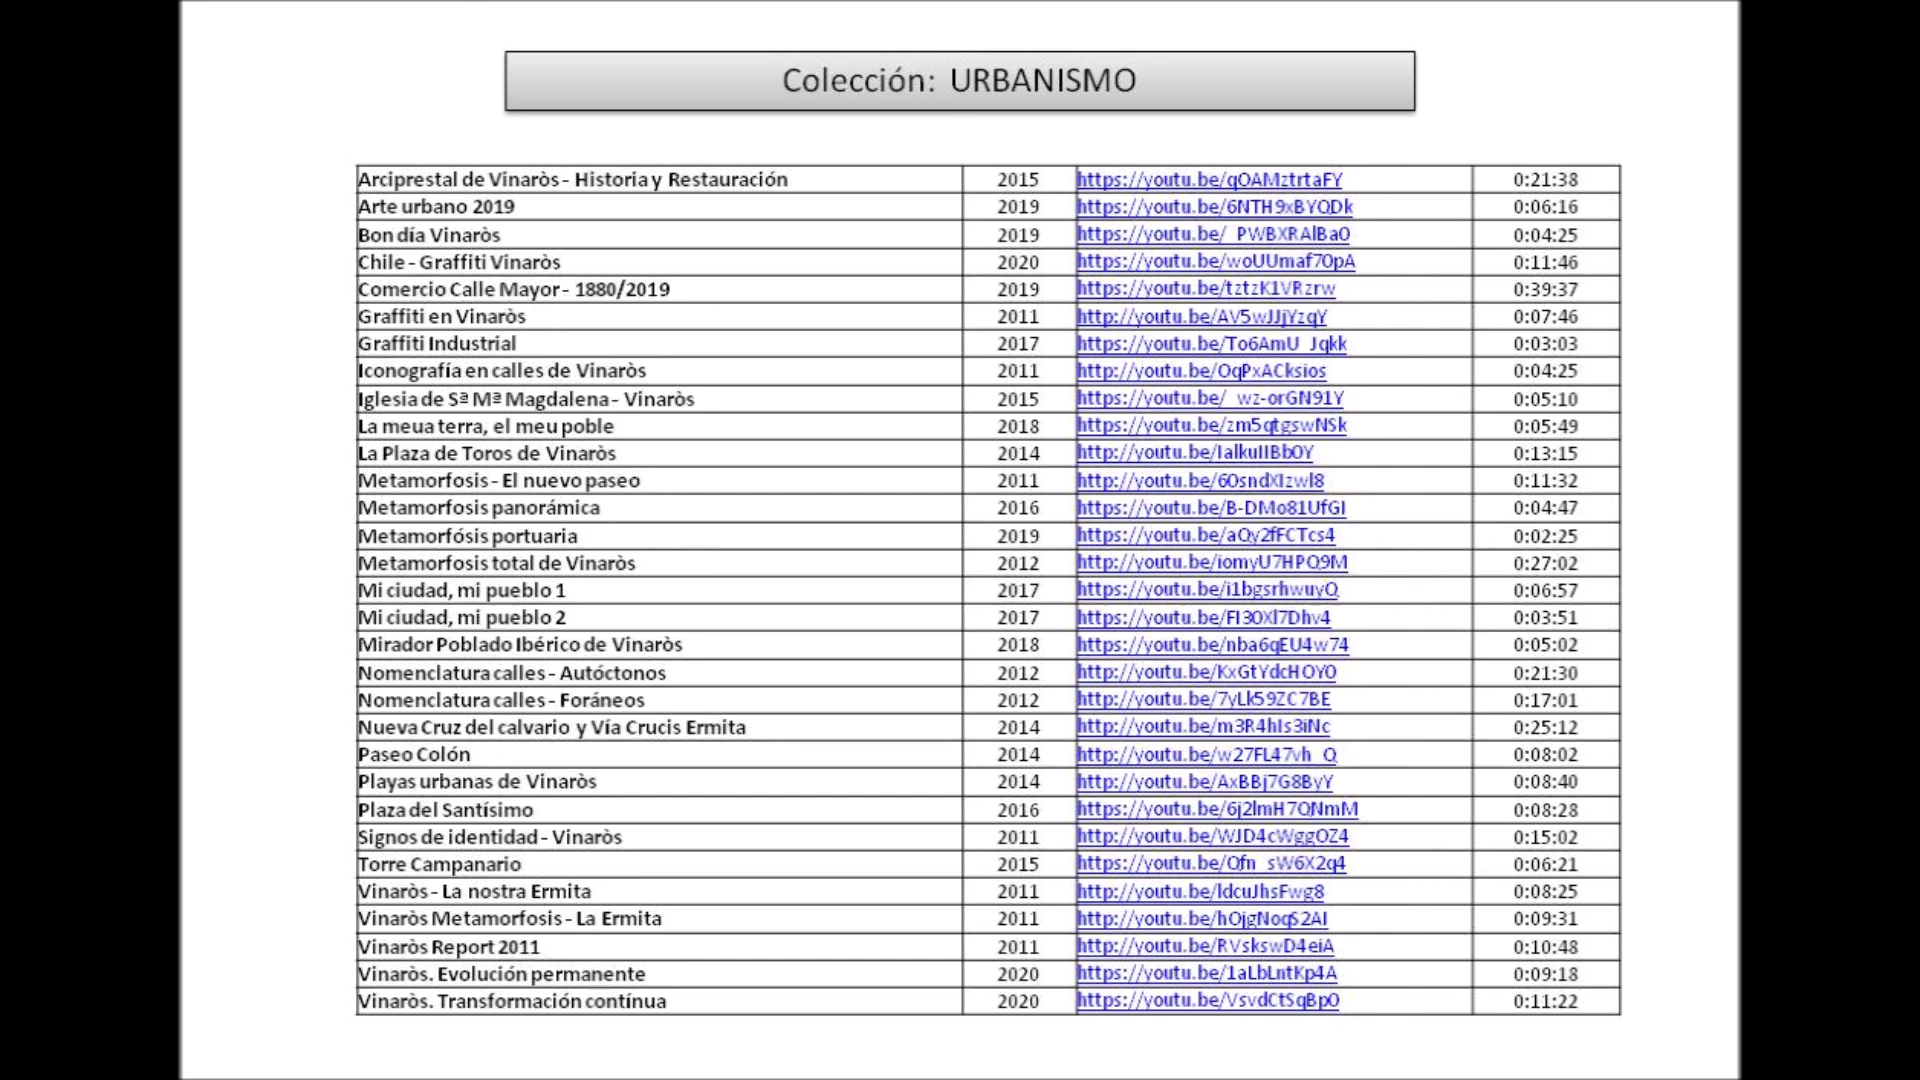 Colección: URBANISMO
Arciprestal de Vinaròs - Historia y Restauración 2015 https://youtu.be/qOAMztrtaFY 0:21:38
Arte urbano 2019 2019 https://youtu.be/6NTH9xBYQDk 0:06:16
Bon día Vinaròs 2019 https://youtu.be/_PWBXRAlBa0 0:04:25
Chile - Graffiti Vinaròs 2020 https://youtu.be/woUUmaf70pA 0:11:46
Comercio Calle Mayor - 1880/2019 2019 https://youtu.be/tztzK1VRzrw 0:39:37
Graffiti en Vinaròs 2011 http://youtu.be/AV5wJJjYzqY 0:07:46
Graffiti Industrial 2017 https://youtu.be/To6AmU_Jqkk 0:03:03
Iconografía en calles de Vinaròs 2011 http://youtu.be/OqPxACksios 0:04:25
Iglesia de Sª Mª Magdalena - Vinaròs 2015 http://youtu.be/_wz-orGN91Y 0:05:10
La meua terra, el meu poble 2018 https://youtu.be/zm5qtgswNSk 0:05:49
La Plaza de Toros de Vinaròs 2014 http://youtu.be/IalkuIIBb0Y 0:13:15
Metamorfosis - El nuevo paseo 2011 http://youtu.be/60sndXIzwl8 0:11:32
Metamorfosis panorámica 2016 https://youtu.be/B-DMo81UfGI 0:04:47
Metamorfósis portuaria 2019 https://youtu.be/aQy2fFCTcs4 0:02:25
Metamorfosis total de Vinaròs 2012 http://youtu.be/iomyU7HPQ9M 0:27:02
Mi ciudad, mi pueblo 1 2017 https://youtu.be/i1bgsrhwuyQ 0:06:57
Mi ciudad, mi pueblo 2 2017 https://youtu.be/FI30Xl7Dhv4 0:03:51
Mirador Poblado Ibérico de Vinaròs 2018 https://youtu.be/nba6qEU4w74 0:05:02
Nomenclatura calles - Autóctonos 2012 http://youtu.be/KxGtYdcHOY0 0:21:30
Nomenclatura calles - Foráneos 2012 http://youtu.be/7yLk59ZC7BE 0:17:01
Nueva Cruz del calvario y Vía Crucis Ermita 2014 http://youtu.be/m3R4hIs3iNc 0:25:12
Paseo Colón 2014 http://youtu.be/w27FL47vh_Q 0:08:02
Playas urbanas de Vinaròs 2014 http://youtu.be/AxBBj7G8ByY 0:08:40
Plaza del Santísimo 2016 https://youtu.be/6j2lmH7QNmM 0:08:28
Signos de identidad - Vinaròs 2011 http://youtu.be/WJD4cWggOZ4 0:15:02
Torre Campanario 2015 https://youtu.be/Qfn_sW6X2q4 0:06:21
Vinaròs - La nostra Ermita 2011 http://youtu.be/ldcuJhsFwg8 0:08:25
Vinaròs Metamorfosis - La Ermita 2011 http://youtu.be/hOjgNoqS2AI 0:09:31
Vinaròs Report 2011 2011 http://youtu.be/RVskswD4eiA 0:10:48
Vinaròs. Evolución permanente 2020 https://youtu.be/1aLbLntKp4A 0:09:18
Vinaròs. Transformación contínua 2020 https://youtu.be/VsvdCtSqBp0 0:11:22